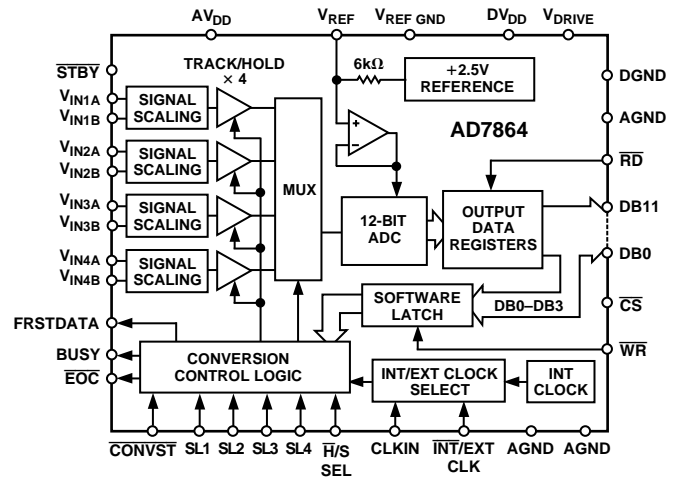 AVDD
VREF
VREF GND
DVDD
VDRIVE
STBY
TRACK/HOLD
× 4
6kΩ
+2.5V
REFERENCE
DGND
VIN1A
VIN1B
SIGNAL
SCALING
AD7864
AGND
VIN2A
VIN2B
SIGNAL
SCALING
MUX
RD
VIN3A
VIN3B
SIGNAL
SCALING
12-BIT
ADC
OUTPUT
DATA
REGISTERS
DB11
DB0
VIN4A
VIN4B
SIGNAL
SCALING
SOFTWARE
LATCH
DB0–DB3
CS
FRSTDATA
WR
BUSY
EOC
CONVERSION
CONTROL LOGIC
INT/EXT CLOCK
SELECT
INT
CLOCK
CONVST
SL1
SL2
SL3
SL4
H/S
SEL
CLKIN
INT/EXT
CLK
AGND
AGND